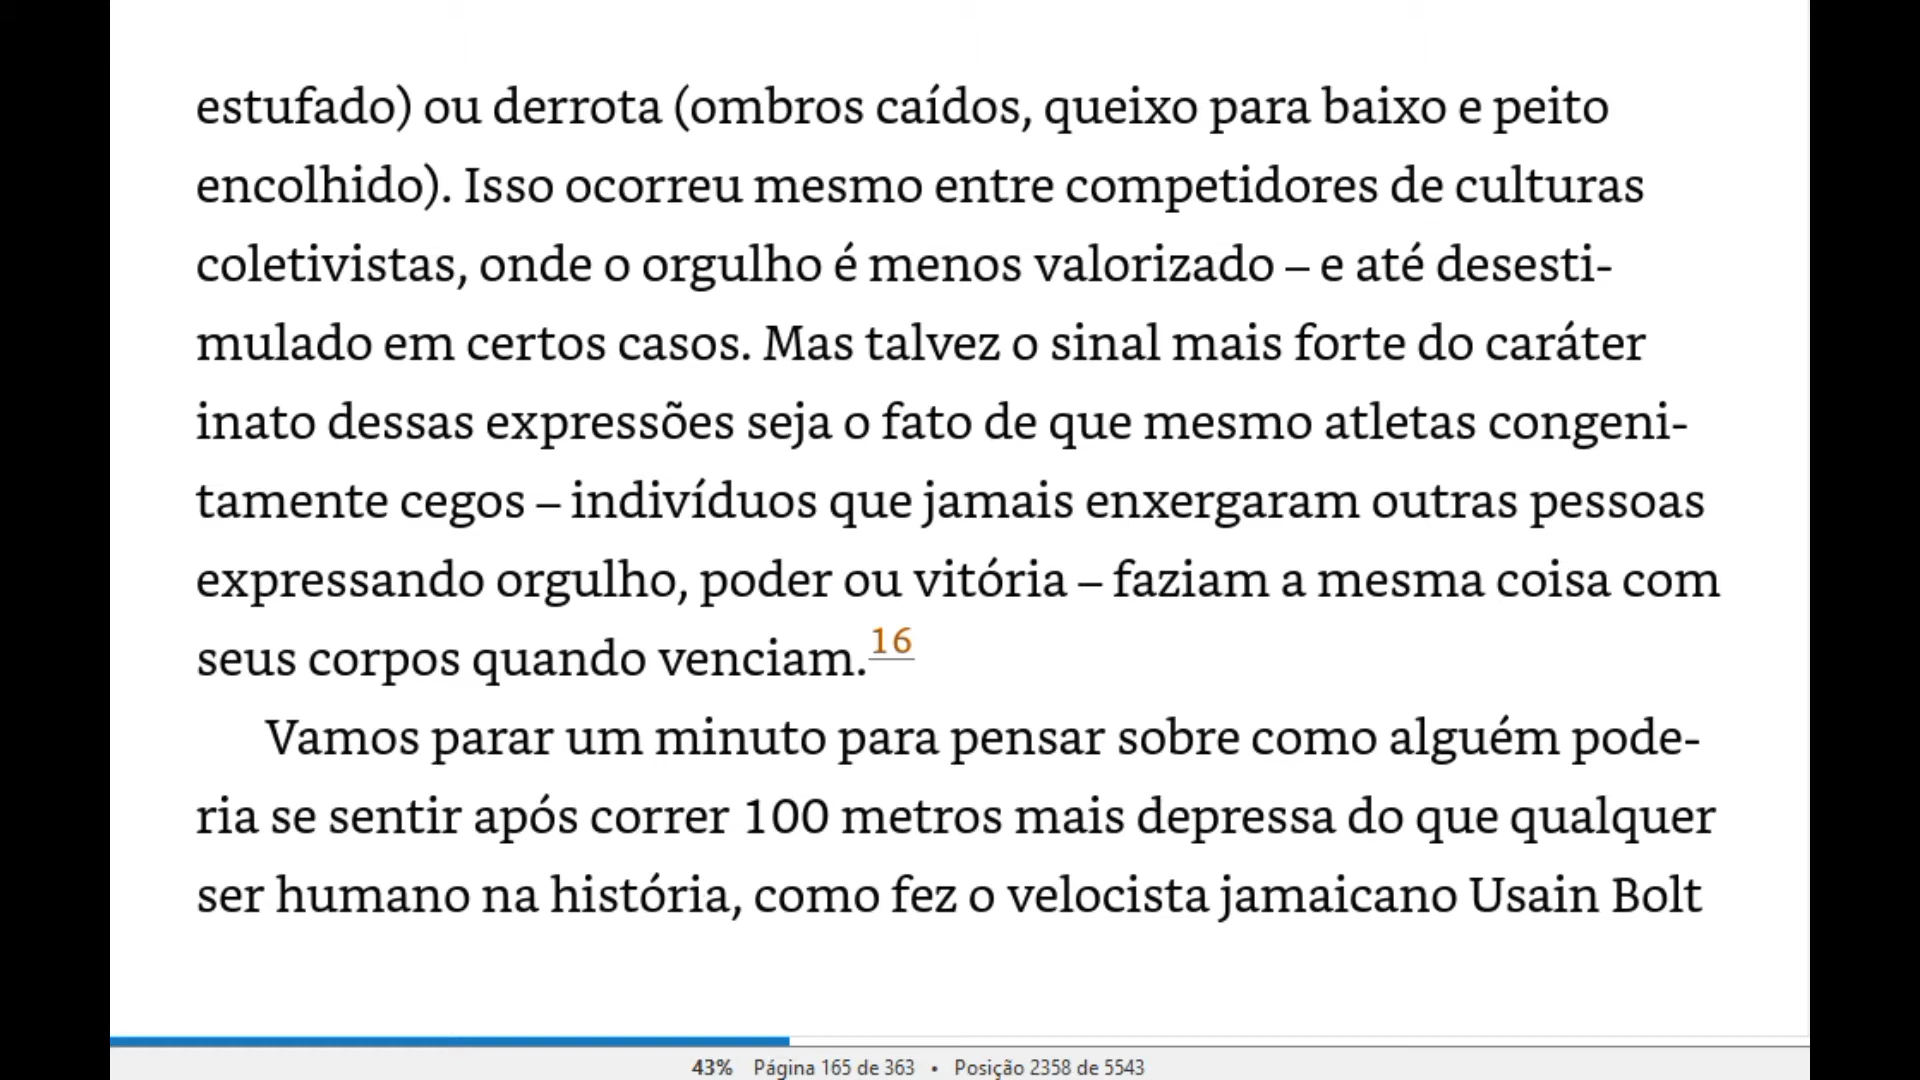 estufado) ou derrota (ombros caídos, queixo para baixo e peito
encolhido). Isso ocorreu mesmo entre competidores de culturas
coletivistas, onde o orgulho é menos valorizado – e até desesti-
mulado em certos casos. Mas talvez o sinal mais forte do caráter
inato dessas expressões seja o fato de que mesmo atletas congeni-
tamente cegos – indivíduos que jamais enxergaram outras pessoas
expressando orgulho, poder ou vitória – faziam a mesma coisa com
seus corpos quando venciam.16
Vamos parar um minuto para pensar sobre como alguém pode-
ria se sentir após correr 100 metros mais depressa do que qualquer
ser humano na história, como fez o velocista jamaicano Usain Bolt
43% Página 165 de 363 • Posição 2358 de 5543